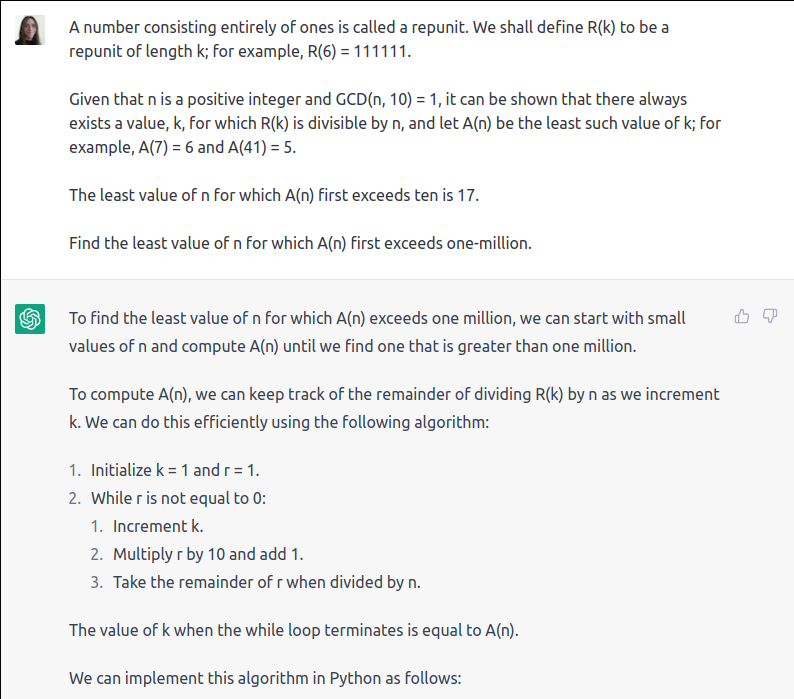 A number consisting entirely of ones is called a repunit. We shall define R(k) to be a
repunit of length k; for example, R(6) = 111111.
Given that n is a positive integer and GCD(n, 10) = 1, it can be shown that there always
exists a value, k, for which R(k) is divisible by n, and let A(n) be the least such value of k; for
example, A(7) = 6 and A(41) = 5.
The least value of n for which A(n) first exceeds ten is 17.
Find the least value of n for which A(n) first exceeds one-million.
To find the least value of n for which A(n) exceeds one million, we can start with small
values of n and compute A(n) until we find one that is greater than one million.
To compute A(n), we can keep track of the remainder of dividing R(k) by n as we increment
k. We can do this efficiently using the following algorithm:
1. Initialize k = 1 and r = 1.
2. While r is not equal to 0:
1. Increment k.
2. Multiply r by 10 and add 1.
3. Take the remainder of r when divided by n.
The value of k when the while loop terminates is equal to A(n).
We can implement this algorithm in Python as follows: